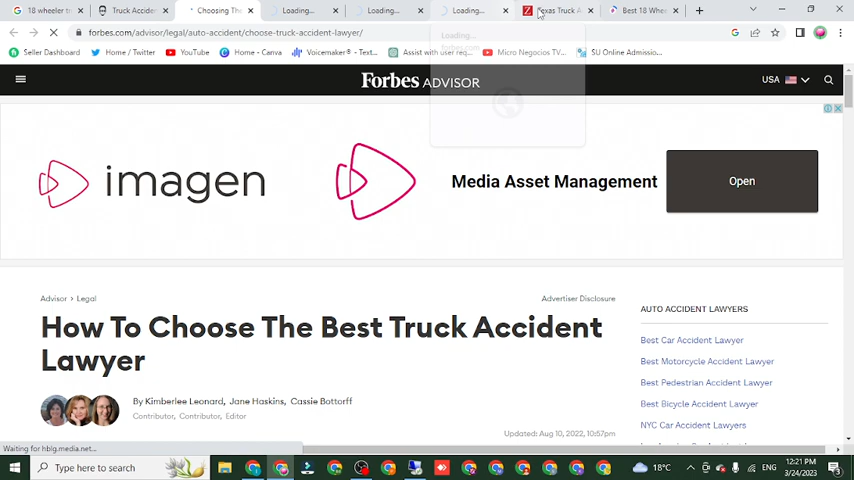 18 wheeler tr
Truck Acciden
Choosing The
Loading...
Loading...
Loading...
Texas Truck A
Best 18 Whee
forbes.com/advisor/legal/auto-accident/choose-truck-accident-lawyer/
Seller Dashboard
Home / Twitter
YouTube
Home - Canva
Voicemaker® - Text...
Assist with user req...
Micro Negocios TV...
SU Online Admissio...
Loading...
Forbes ADVISOR
USA
imagen
Media Asset Management
Open
Advisor > Legal
Advertiser Disclosure
How To Choose The Best Truck Accident
Lawyer
By Kimberlee Leonard, Jane Haskins, Cassie Bottorff
Contributor, Contributor, Editor
Updated: Aug 10, 2022, 10:57pm
AUTO ACCIDENT LAWYERS
Best Car Accident Lawyer
Best Motorcycle Accident Lawyer
Best Pedestrian Accident Lawyer
Best Bicycle Accident Lawyer
NYC Car Accident Lawyers
Waiting for hblg.media.net...
Type here to search
18°C
ENG
12:21 PM
3/24/2023